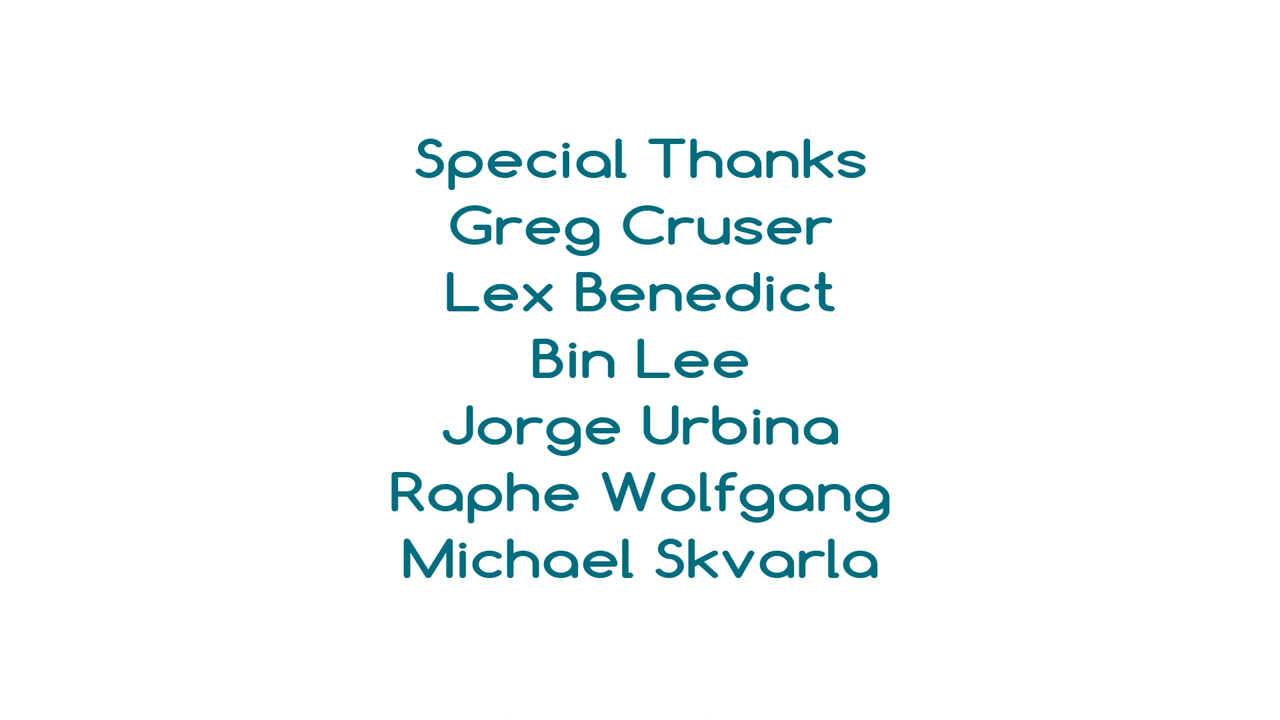 Special Thanks
Greg Cruser
Lex Benedict
Bin Lee
Jorge Urbina
Raphe Wolfgang
Michael Skvarla